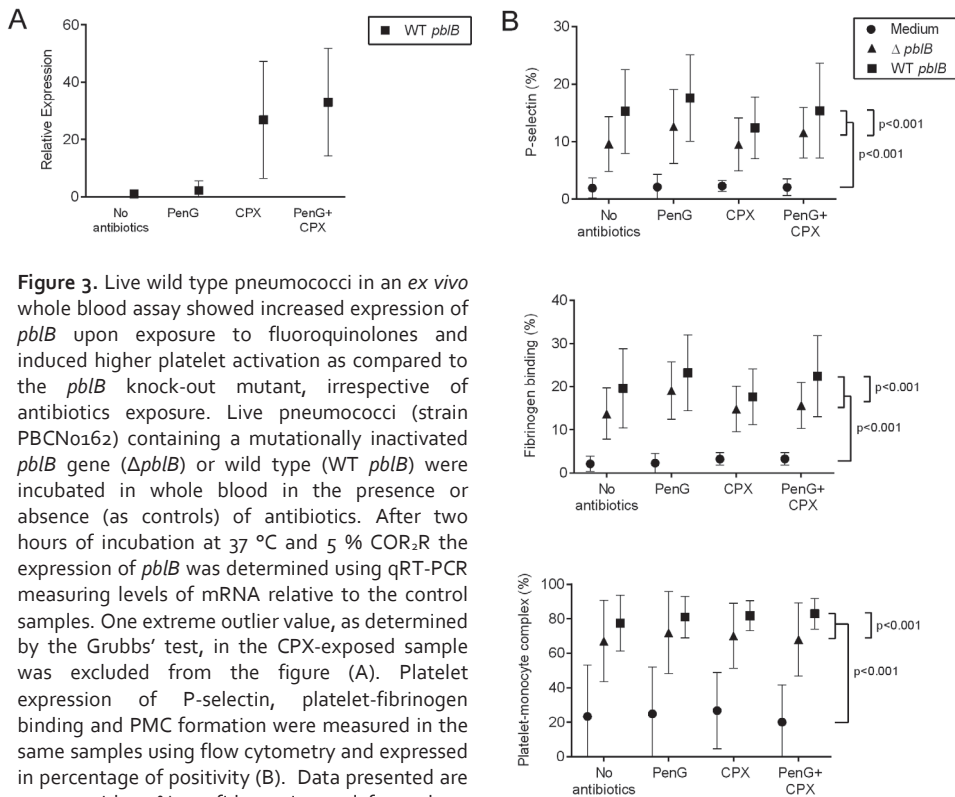 A
60
40
20
0
Relative Expression
WT pblB
No antibiotics
PenG
CPX
PenG+ CPX
Figure 3. Live wild type pneumococci in an ex vivo
whole blood assay showed increased expression of
pblB upon exposure to fluoroquinolones and
induced higher platelet activation as compared to
the pblB knock-out mutant, irrespective of
antibiotics exposure. Live pneumococci (strain
PBCN0162) containing a mutationally inactivated
pblB gene (ΔpblB) or wild type (WT pblB) were
incubated in whole blood in the presence or
absence (as controls) of antibiotics. After two
hours of incubation at 37 °C and 5 % COR₂R the
expression of pblB was determined using qRT-PCR
measuring levels of mRNA relative to the control
samples. One extreme outlier value, as determined
by the Grubbs' test, in the CPX-exposed sample
was excluded from the figure (A). Platelet
expression of P-selectin, platelet-fibrinogen
binding and PMC formation were measured in the
same samples using flow cytometry and expressed
in percentage of positivity (B). Data presented are
B
Medium
Δ pblB
WT pblB
30
20
10
0
P-selectin (%)
p<0.001
p<0.001
No antibiotics
PenG
CPX
PenG+ CPX
40
30
20
10
0
Fibrinogen binding (%)
p<0.001
p<0.001
No antibiotics
PenG
CPX
PenG+ CPX
100
80
60
40
20
0
Platelet-monocyte complex (%)
p<0.001
p<0.001
No antibiotics
PenG
CPX
PenG+ CPX